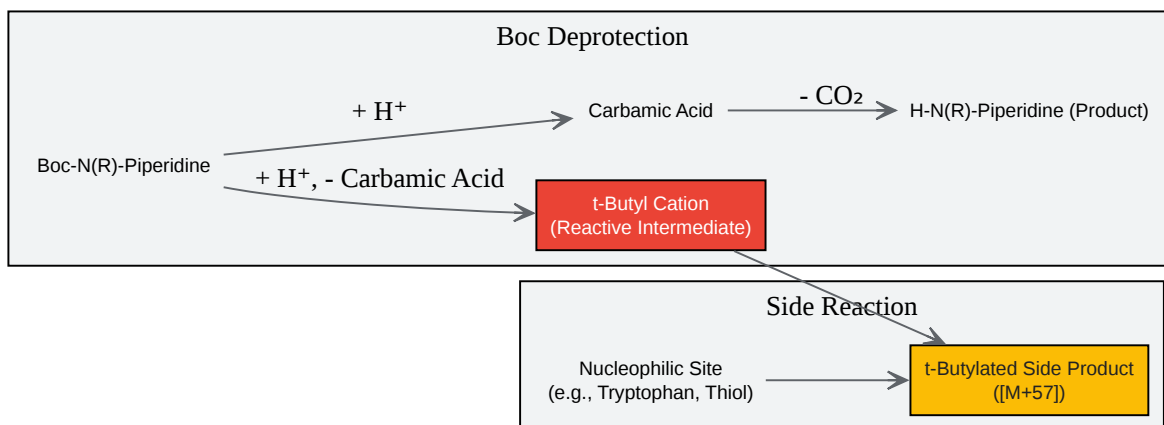 Boc Deprotection
+ H⁺
Carbamic Acid
- CO₂
H-N(R)-Piperidine (Product)
Boc-N(R)-Piperidine
+ H⁺, - Carbamic Acid
t-Butyl Cation
(Reactive Intermediate)
Side Reaction
Nucleophilic Site
(e.g., Tryptophan, Thiol)
t-Butylated Side Product
([M+57])